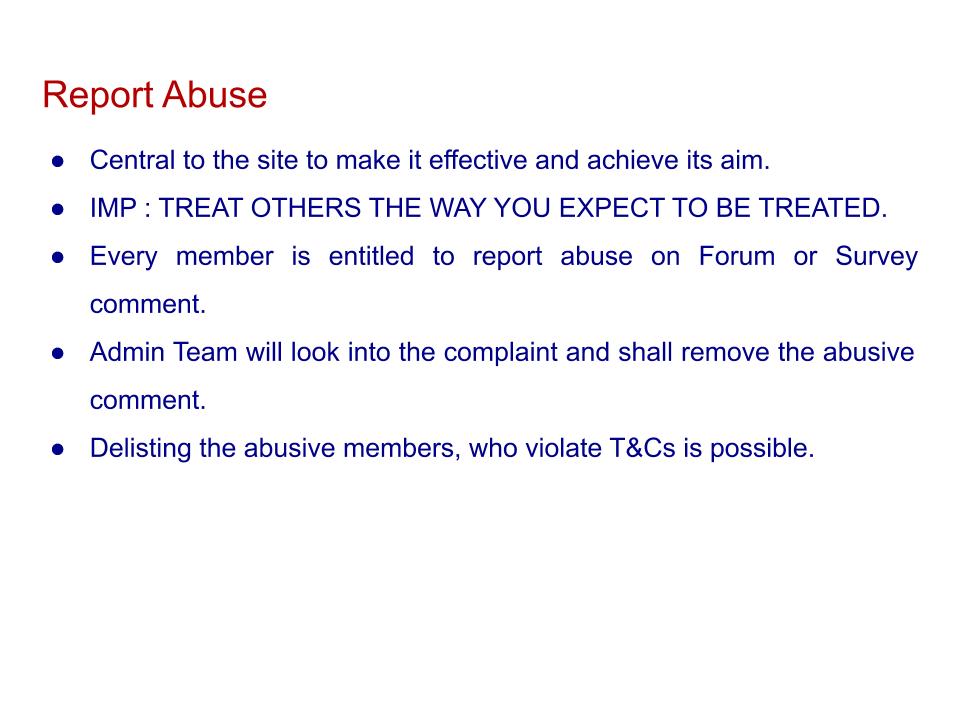 Report Abuse
● Central to the site to make it effective and achieve its aim.
● IMP : TREAT OTHERS THE WAY YOU EXPECT TO BE TREATED.
● Every member is entitled to report abuse on Forum or Survey
comment.
● Admin Team will look into the complaint and shall remove the abusive
comment.
● Delisting the abusive members, who violate T&Cs is possible.